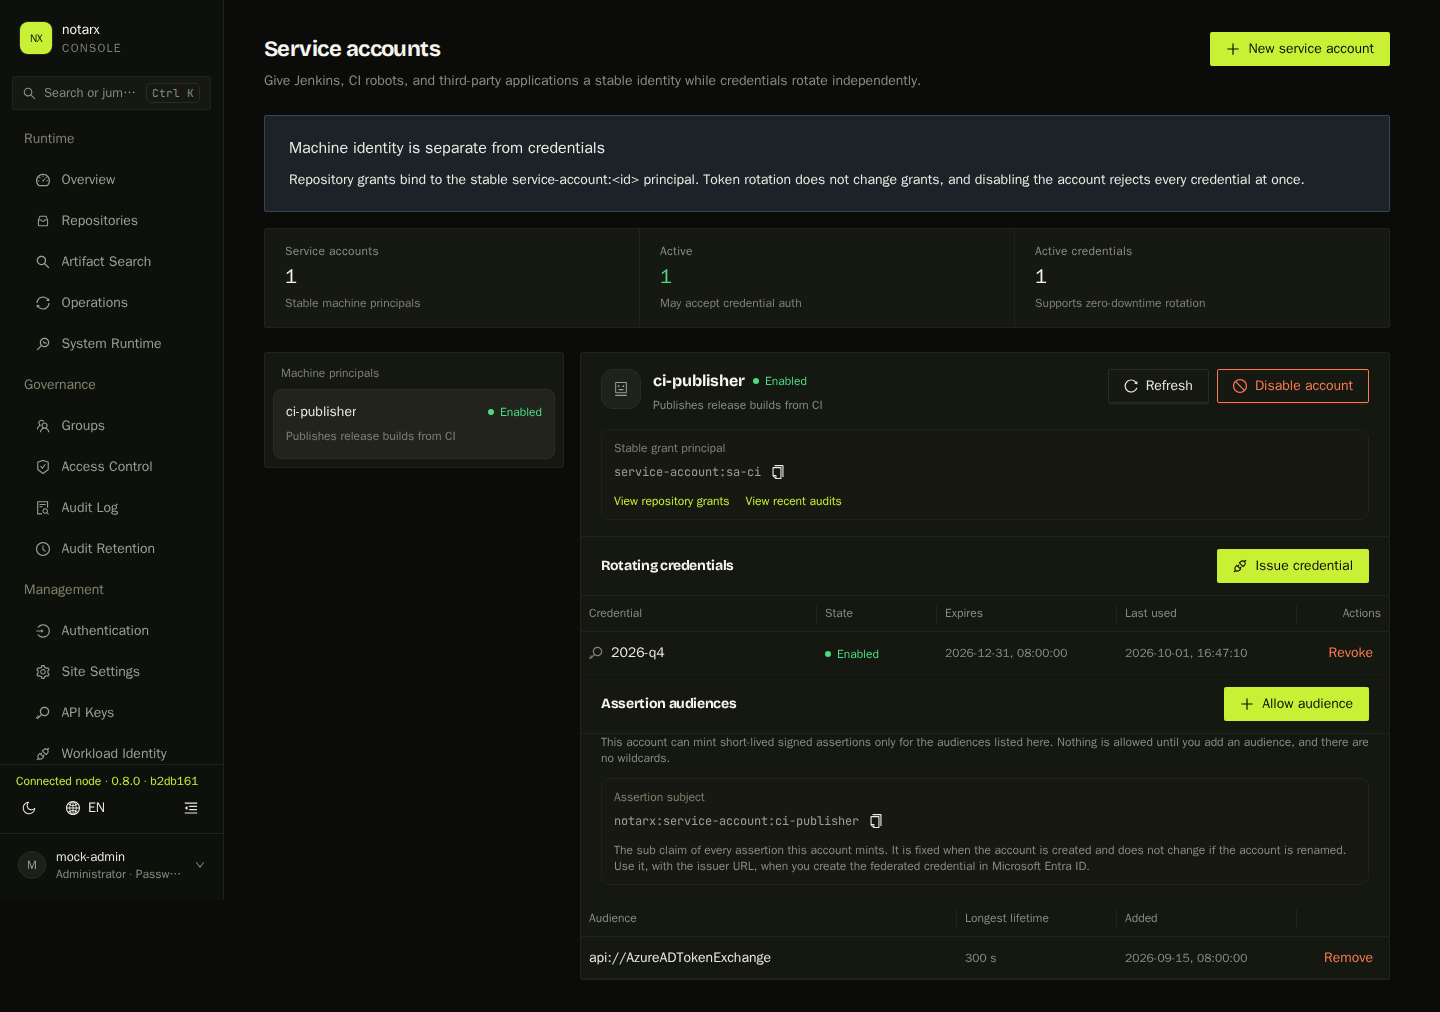 NX
notarx
CONSOLE
Search or jum··· Ctrl K
Runtime
Overview
Repositories
Artifact Search
Operations
System Runtime
Governance
Groups
Access Control
Audit Log
Audit Retention
Management
Authentication
Site Settings
API Keys
Workload Identity
Connected node · 0.8.0 · b2db161
EN
M
mock-admin
Administrator · Passw···
Service accounts
New service account
Give Jenkins, CI robots, and third-party applications a stable identity while credentials rotate independently.
Machine identity is separate from credentials
Repository grants bind to the stable service-account:<id> principal. Token rotation does not change grants, and disabling the account rejects every credential at once.
Service accounts
1
Stable machine principals
Active
1
May accept credential auth
Active credentials
1
Supports zero-downtime rotation
Machine principals
ci-publisher Enabled
Publishes release builds from CI
ci-publisher Enabled
Publishes release builds from CI
Refresh
Disable account
Stable grant principal
service-account:sa-ci
View repository grants View recent audits
Rotating credentials
Issue credential
Credential State Expires Last used Actions
2026-q4 Enabled 2026-12-31, 08:00:00 2026-10-01, 16:47:10 Revoke
Assertion audiences
Allow audience
This account can mint short-lived signed assertions only for the audiences listed here. Nothing is allowed until you add an audience, and there are
no wildcards.
Assertion subject
notarx:service-account:ci-publisher
The sub claim of every assertion this account mints. It is fixed when the account is created and does not change if the account is renamed.
Use it, with the issuer URL, when you create the federated credential in Microsoft Entra ID.
Audience Longest lifetime Added
api://AzureADTokenExchange 300 s 2026-09-15, 08:00:00 Remove